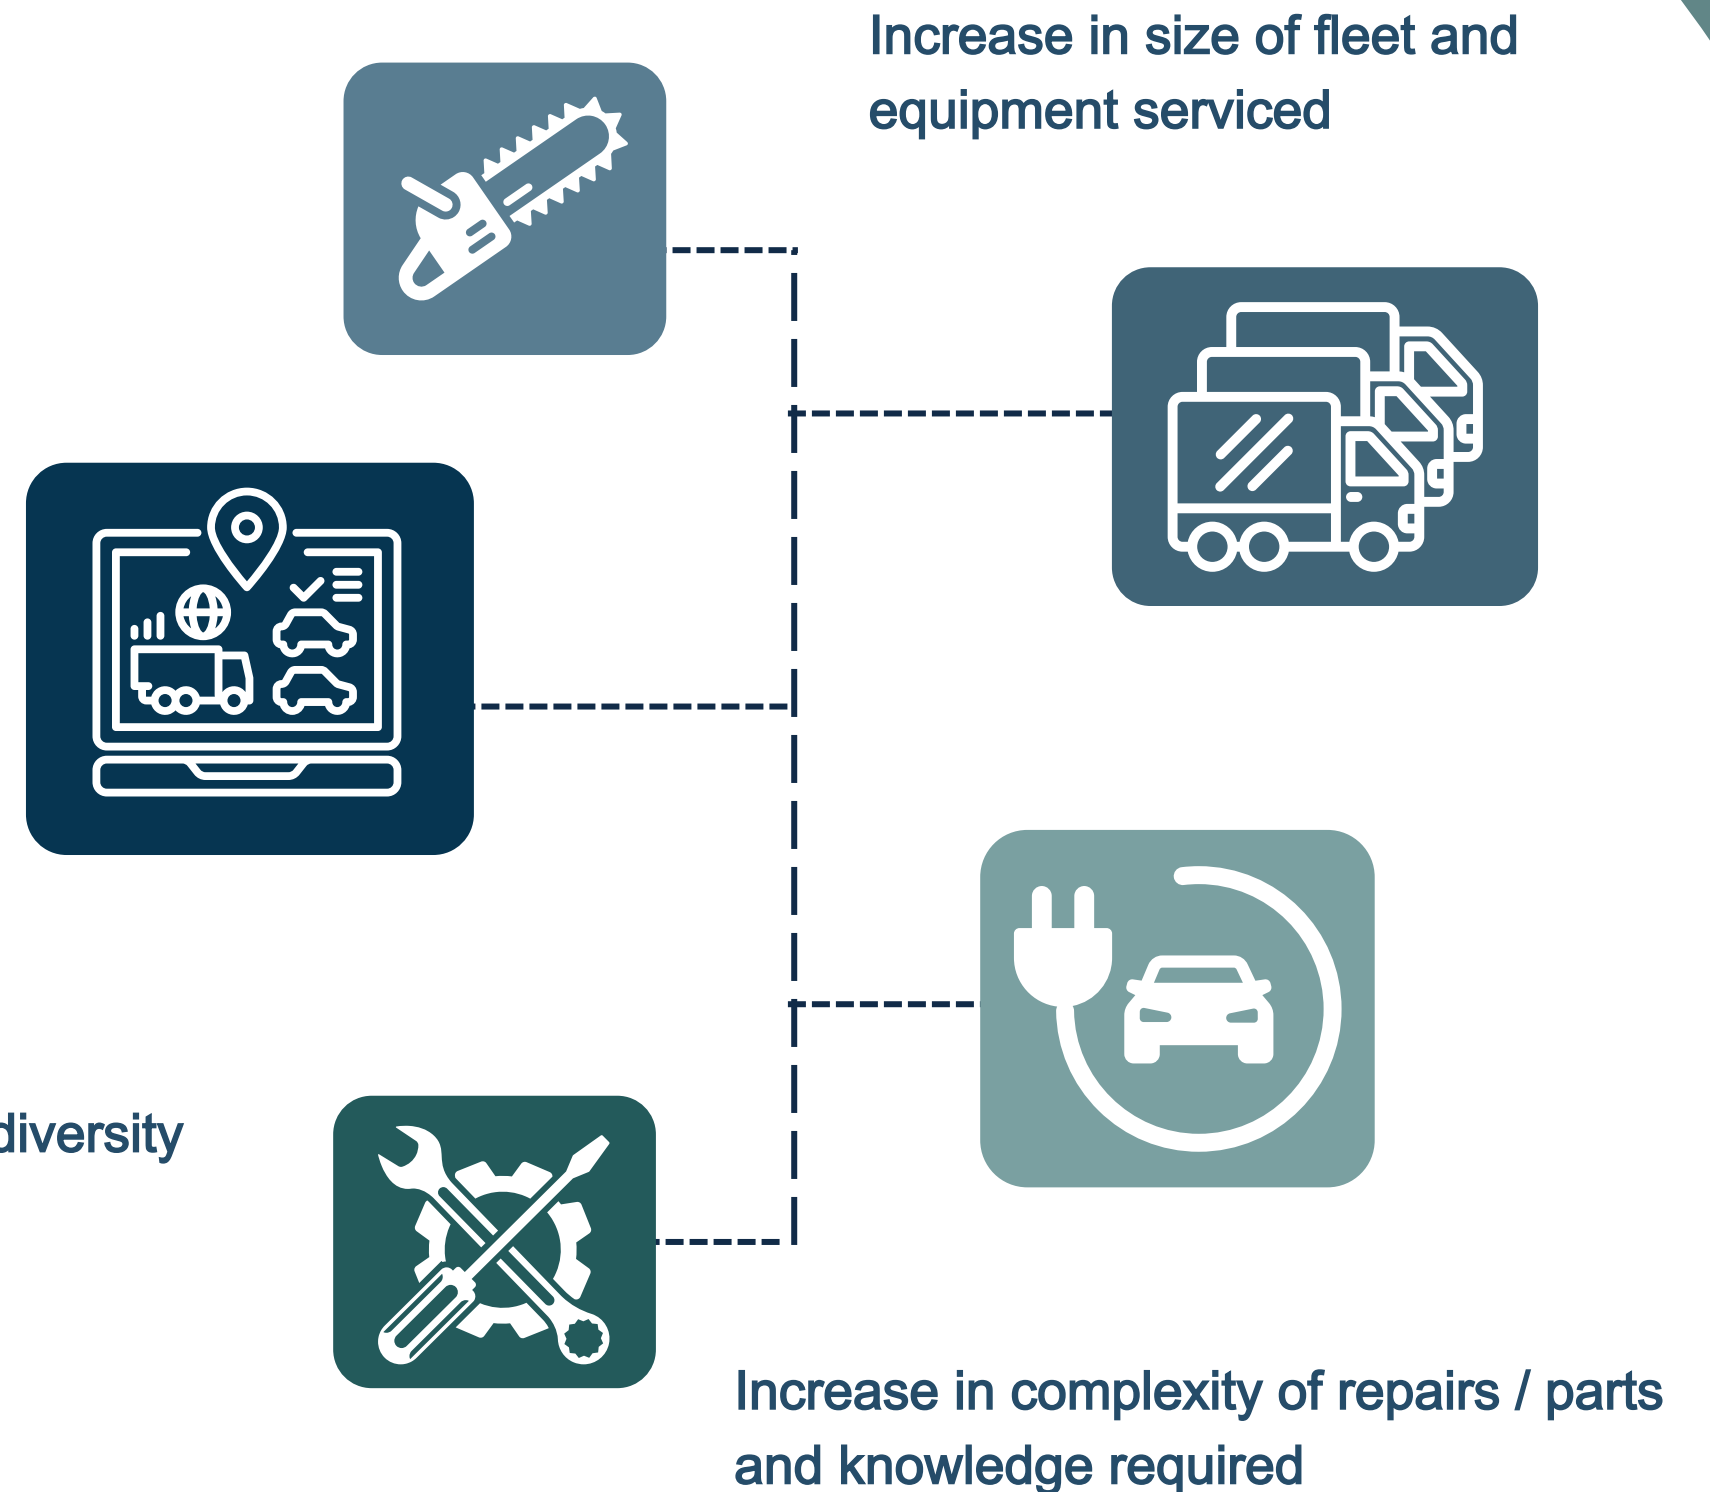 Increase in size of fleet and
equipment serviced
diversity
Increase in complexity of repairs / parts
and knowledge required